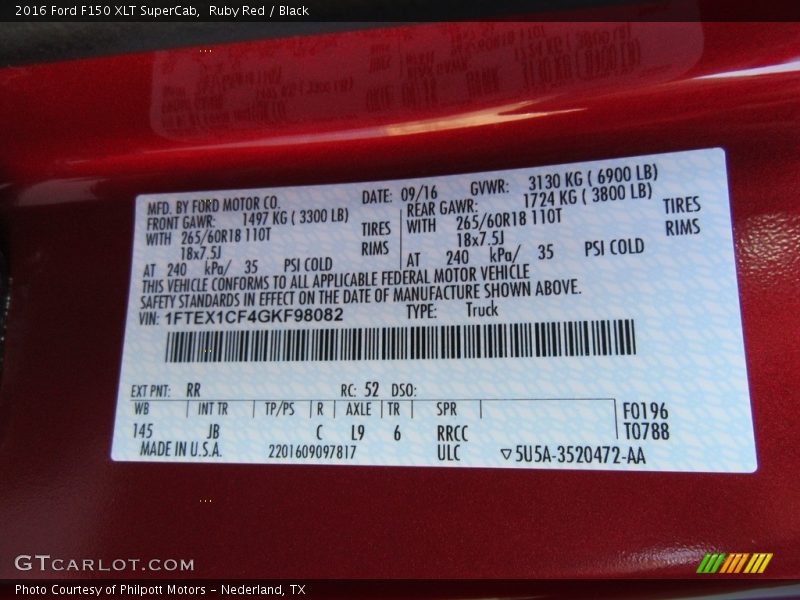 2016 Ford F150 XLT SuperCab, Ruby Red / Black
MFD. BY FORD MOTOR CO. DATE: 09/16 GVWR: 3130 KG ( 6900 LB)
FRONT GAWR: 1497 KG ( 3300 LB) REAR GAWR: 1724 KG ( 3800 LB)
WITH 265/60R18 110T TIRES WITH 265/60R18 110T TIRES
18x7.5J RIMS 18x7.5J RIMS
AT 240 kPa/ 35 PSI COLD AT 240 kPa/ 35 PSI COLD
THIS VEHICLE CONFORMS TO ALL APPLICABLE FEDERAL MOTOR VEHICLE
SAFETY STANDARDS IN EFFECT ON THE DATE OF MANUFACTURE SHOWN ABOVE.
VIN: 1FTEX1CF4GKF98082 TYPE: Truck
EXT PNT: RR RC: 52 DSO:
WB INT TR TP/PS R AXLE TR SPR F0196
145 JB C L9 6 RRCC T0788
MADE IN U.S.A. 2201609097817 ULC ▽5U5A-3520472-AA
GTCARLOT.COM
Photo Courtesy of Philpott Motors – Nederland, TX